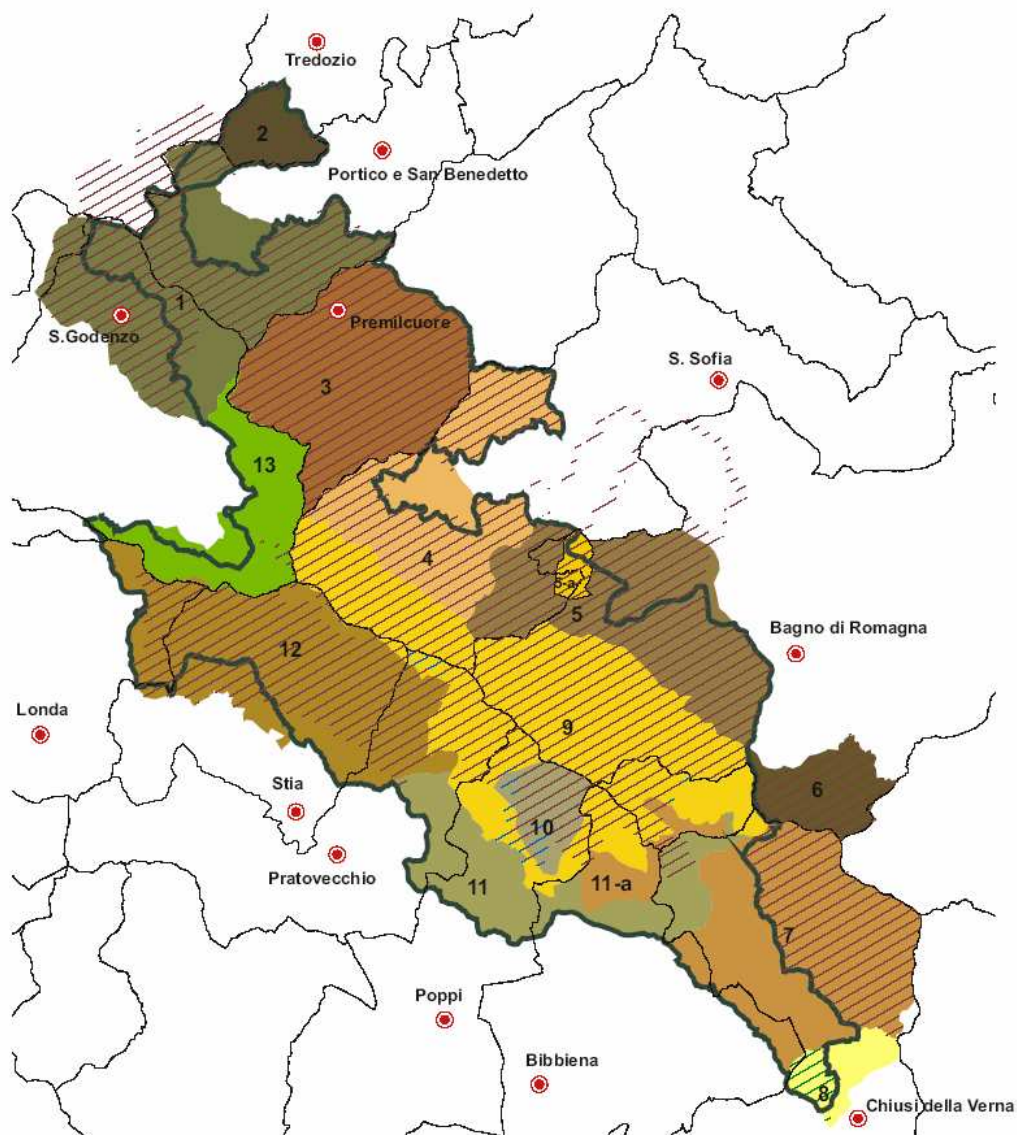 Tredozio
2
Portico e San Benedetto
1
S.Godenzo
Premilcuore
3
S. Sofia
13
4
5-a
5
Bagno di Romagna
12
Londa
9
Stia
6
10
Pratovecchio
11
11-a
7
Poppi
Bibbiena
8
Chiusi della Verna